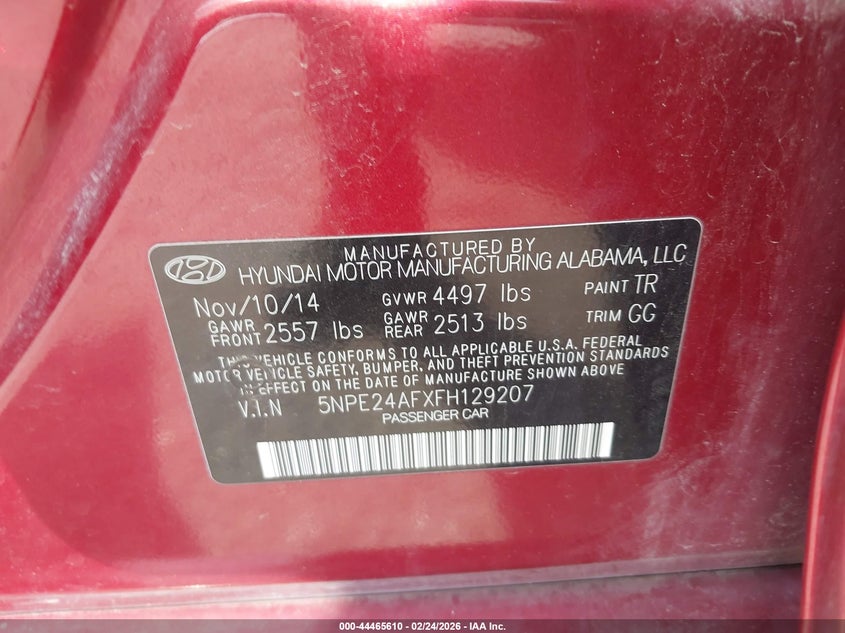 MANUFACTURED BY
HYUNDAI MOTOR MANUFACTURING ALABAMA, LLC
Nov/10/14 GVWR 4497 lbs PAINT TR
GAWR FRONT 2557 lbs GAWR REAR 2513 lbs TRIM GG
THIS VEHICLE CONFORMS TO ALL APPLICABLE U.S.A. FEDERAL
MOTOR VEHICLE SAFETY, BUMPER, AND THEFT PREVENTION STANDARDS
IN EFFECT ON THE DATE OF MANUFACTURE SHOWN ABOVE
V.I.N 5NPE24AFXFH129207
PASSENGER CAR
000-44465610 - 02/24/2026 - IAA Inc.